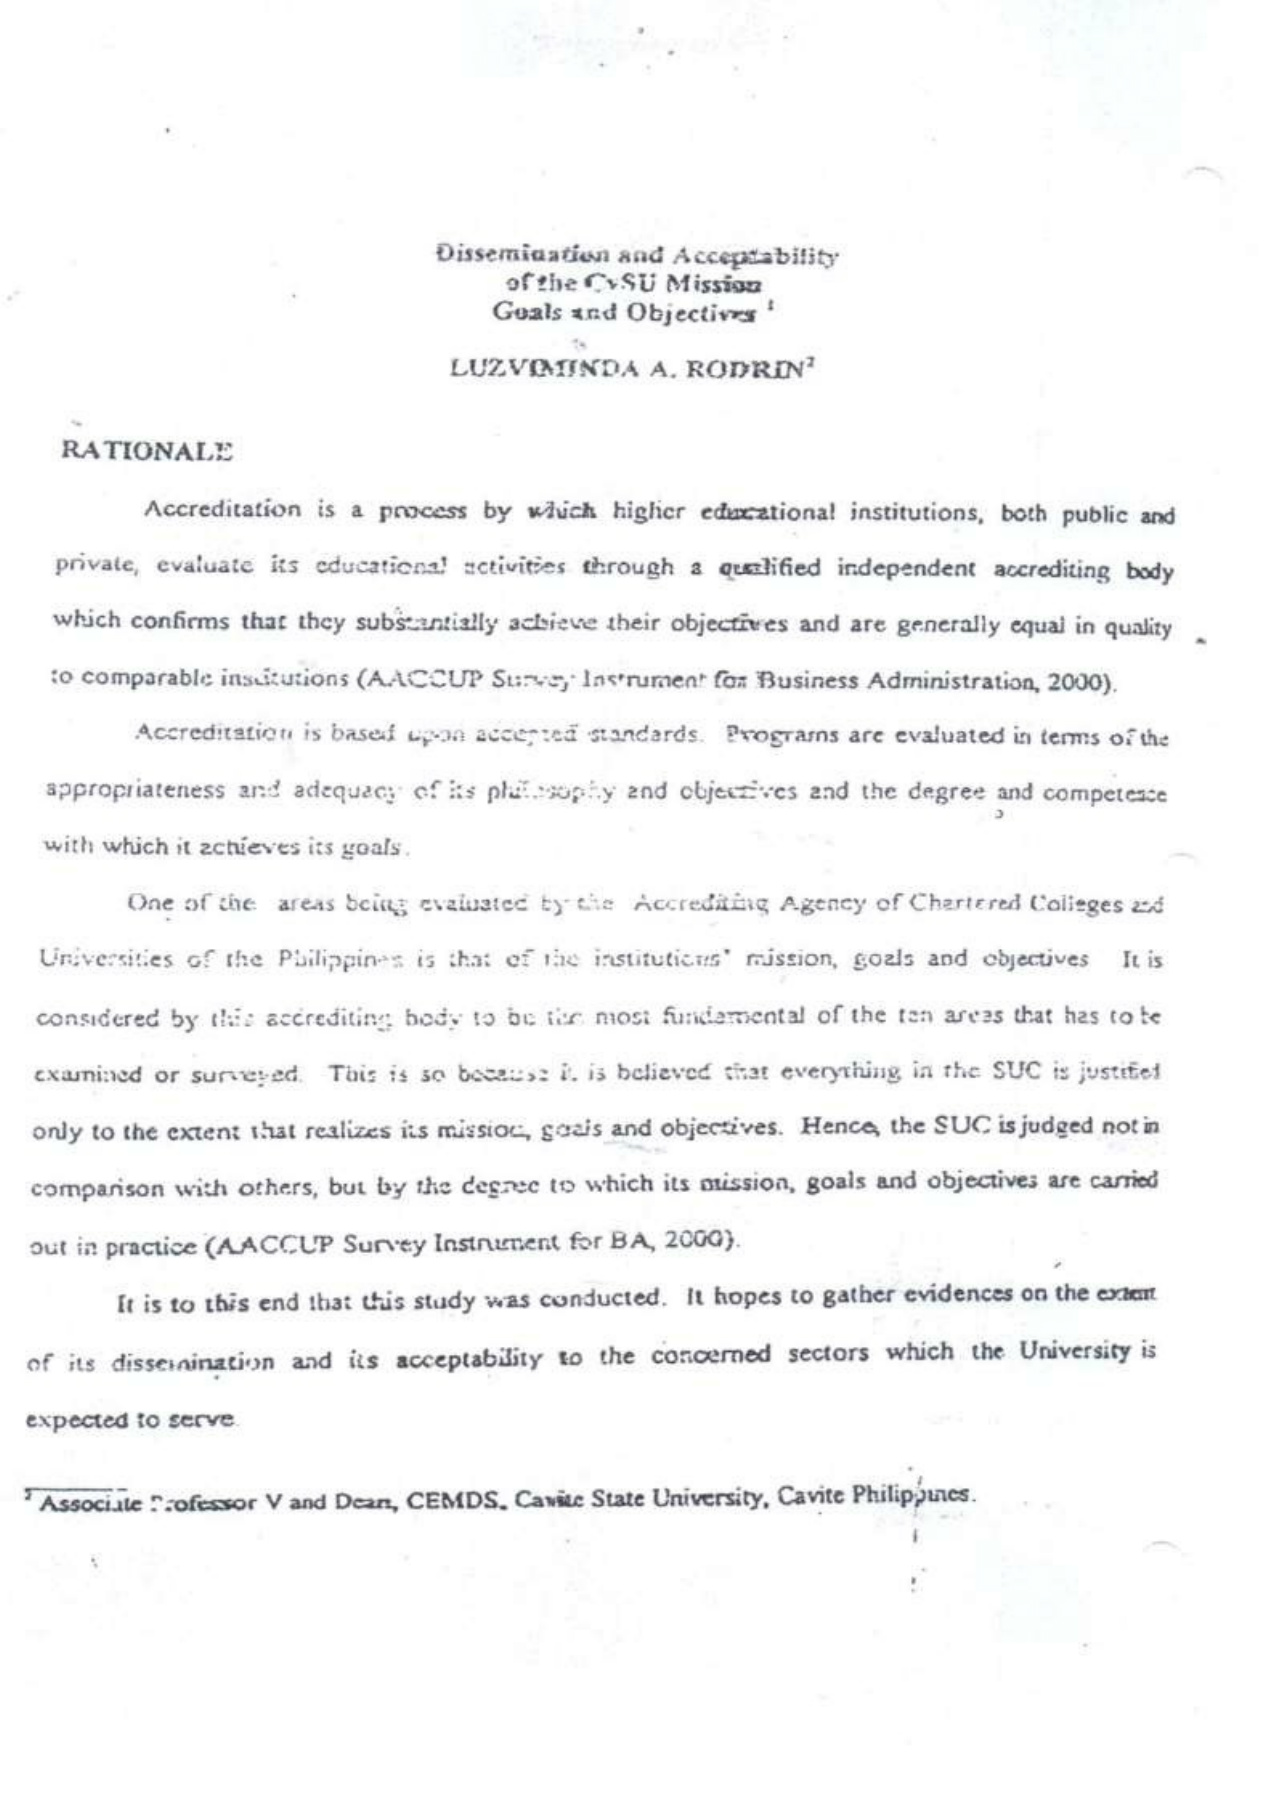 Dissemination and Acceptability
of the CvSU Mission
Goals and Objectives ¹
LUZVIMINDA A. RODRIN²
RATIONALE
Accreditation is a process by which higher educational institutions, both public and
private, evaluate its educational activities through a qualified independent accrediting body
which confirms that they substantially achieve their objectives and are generally equal in quality
to comparable institutions (AACCUP Survey Instrument for Business Administration, 2000).
Accreditation is based upon accepted standards. Programs are evaluated in terms of the
appropriateness and adequacy of its philosophy and objectives and the degree and competence
with which it achieves its goals.
One of the areas being evaluated by the Accrediting Agency of Chartered Colleges and
Universities of the Philippines is that of the institutions' mission, goals and objectives It is
considered by this accrediting body to be the most fundamental of the ten areas that has to be
examined or surveyed. This is so because it is believed that everything in the SUC is justified
only to the extent that realizes its mission, goals and objectives. Hence, the SUC is judged not in
comparison with others, but by the degree to which its mission, goals and objectives are carried
out in practice (AACCUP Survey Instrument for BA, 2000).
It is to this end that this study was conducted. It hopes to gather evidences on the extent
of its dissemination and its acceptability to the concerned sectors which the University is
expected to serve
² Associate Professor V and Dean, CEMDS, Cavite State University, Cavite Philippines.